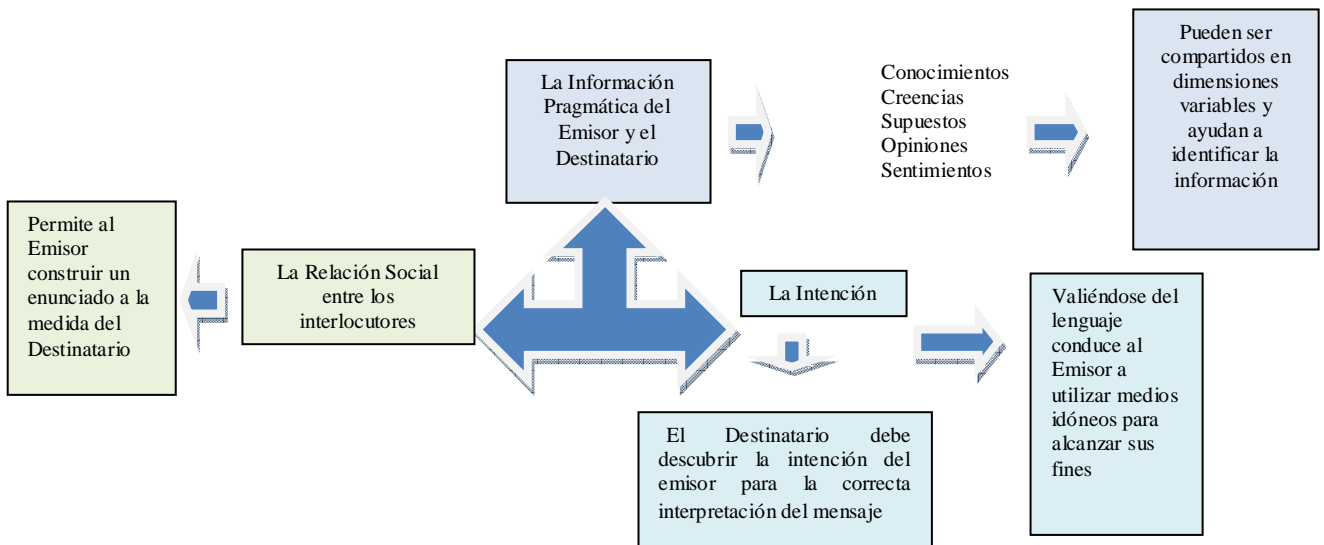 La Información
Pragmática del
Emisor y el
Destinatario
Conocimientos
Creencias
Supuestos
Opiniones
Sentimientos
Pueden ser
compartidos en
dimensiones
variables y
ayudan a
identificar la
información
Permite al
Emisor
construir un
enunciado a la
medida del
Destinatario
La Relación Social
entre los
interlocutores
La Intención
Valiéndose del
lenguaje
conduce al
Emisor a
utilizar medios
idóneos para
alcanzar sus
fines
El Destinatario debe
descubrir la intención del
emisor para la correcta
interpretación del mensaje